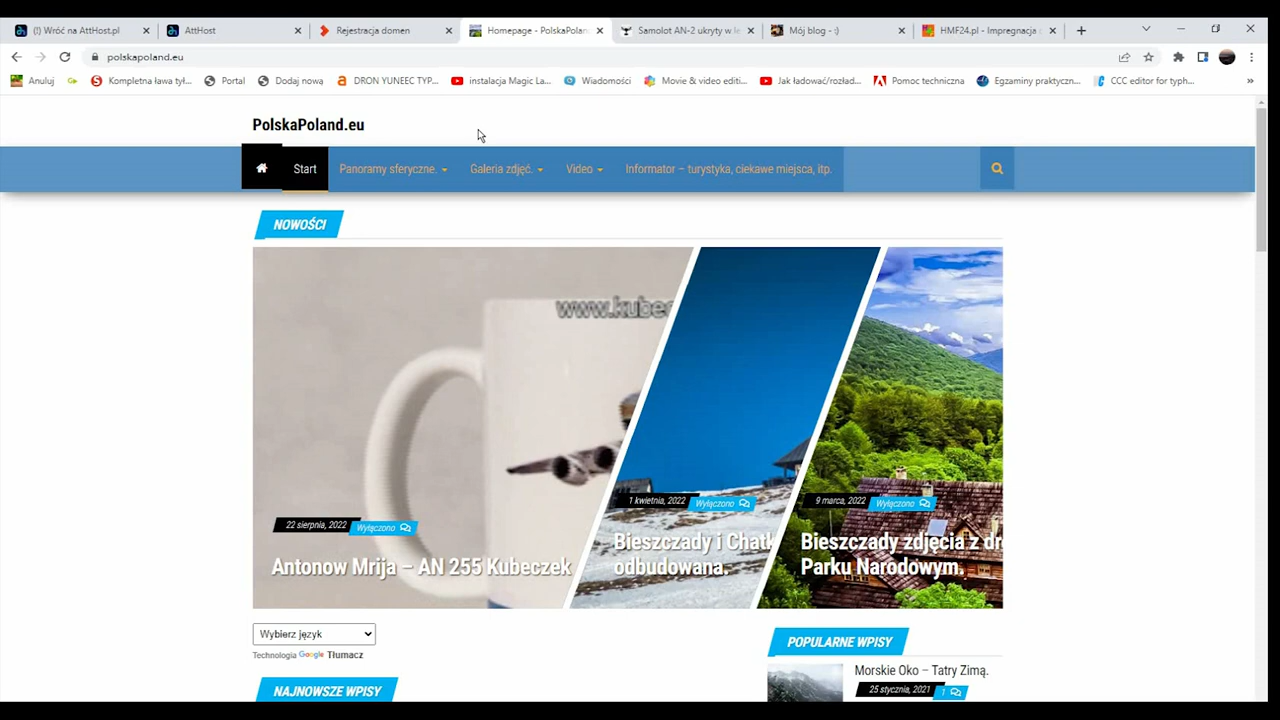 (!) Wróć na AttHost.pl
AttHost
Rejestracja domen
Homepage - PolskaPolan
Samolot AN-2 ukryty w le
Mój blog - :)
HMF24.pl - Impregnacja i
polskapoland.eu
Anuluj
Kompletna ława tył...
Portal
Dodaj nową
DRON YUNEEC TYP...
instalacja Magic La...
Wiadomości
Movie & video editi...
Jak ładować/rozład...
Pomoc techniczna
Egzaminy praktyczn...
CCC editor for typh...
»
PolskaPoland.eu
Start
Panoramy sferyczne.
Galeria zdjęć.
Video
Informator – turystyka, ciekawe miejsca, itp.
NOWOŚCI
www.kubec
22 sierpnia, 2022
Wyłączono
Antonow Mrija – AN 255 Kubeczek
1 kwietnia, 2022
Wyłączono
Bieszczady i Chatk
odbudowana.
9 marca, 2022
Wyłączono
Bieszczady zdjęcia z dro
Parku Narodowym.
Wybierz język
Technologia Google Tłumacz
POPULARNE WPISY
Morskie Oko – Tatry Zimą.
25 stycznia, 2021
1
NAJNOWSZE WPISY